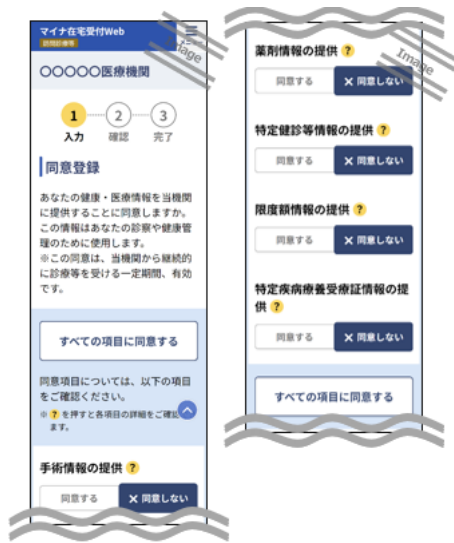 マイナ在宅受付Web
訪問診療等
Image
〇〇〇〇〇医療機関
1 2 3
入力 確認 完了
同意登録
あなたの健康・医療情報を当機関
に提供することに同意しますか。
この情報はあなたの診察や健康管
理のために使用します。
※この同意は、当機関から継続的
に診療等を受ける一定期間、有効
です。
すべての項目に同意する
同意項目については、以下の項目
をご確認ください。
※ ? を押すと各項目の詳細をご確認
ます。
手術情報の提供 ?
同意する × 同意しない
薬剤情報の提供 ?
Image
同意する × 同意しない
特定健診等情報の提供 ?
同意する × 同意しない
限度額情報の提供 ?
同意する × 同意しない
特定疾病療養受療証情報の提
供 ?
同意する × 同意しない
すべての項目に同意する